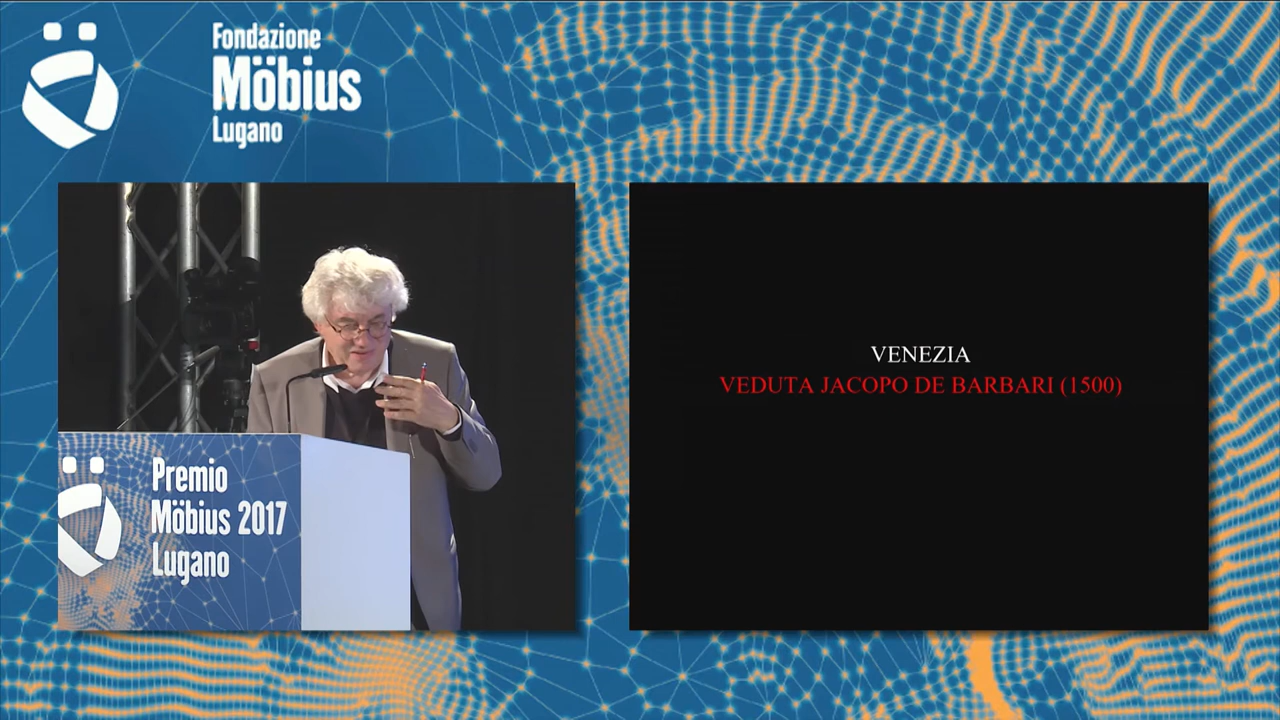 Fondazione
Möbius
Lugano
VENEZIA
VEDUTA JACOPO DE BARBARI (1500)
Premio
Möbius 2017
Lugano